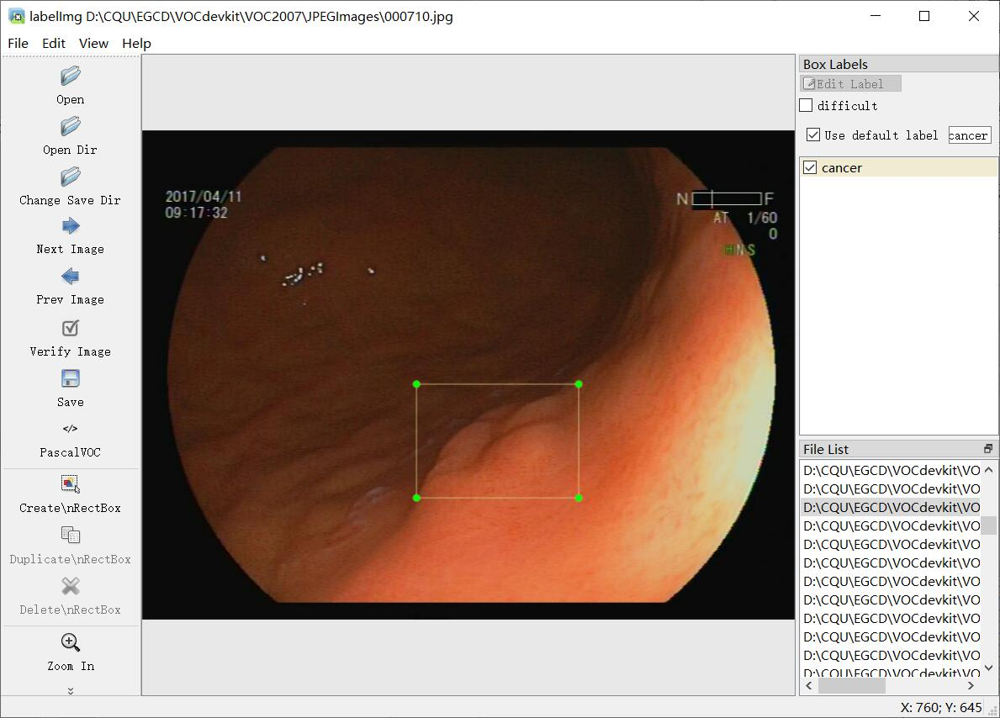 labelImg D:\CQU\EGCD\VOCdevkit\VOC2007\JPEGImages\000710.jpg
File Edit View Help
Open
Open Dir
Change Save Dir
Next Image
Prev Image
Verify Image
Save
</>
PascalVOC
Create\nRectBox
Duplicate\nRectBox
Delete\nRectBox
Zoom In
2017/04/11
09:17:32
N F
AT 1/60
0
HNS
Box Labels
Edit Label
difficult
Use default label cancer
cancer
File List
D:\CQU\EGCD\VOCdevkit\VO
D:\CQU\EGCD\VOCdevkit\VO
D:\CQU\EGCD\VOCdevkit\VO
D:\CQU\EGCD\VOCdevkit\VO
D:\CQU\EGCD\VOCdevkit\VO
D:\CQU\EGCD\VOCdevkit\VO
D:\CQU\EGCD\VOCdevkit\VO
D:\CQU\EGCD\VOCdevkit\VO
D:\CQU\EGCD\VOCdevkit\VO
D:\CQU\EGCD\VOCdevkit\VO
D:\CQU\EGCD\VOCdevkit\VO
D:\CQU\EGCD\VOCdevkit\VO
X: 760; Y: 645